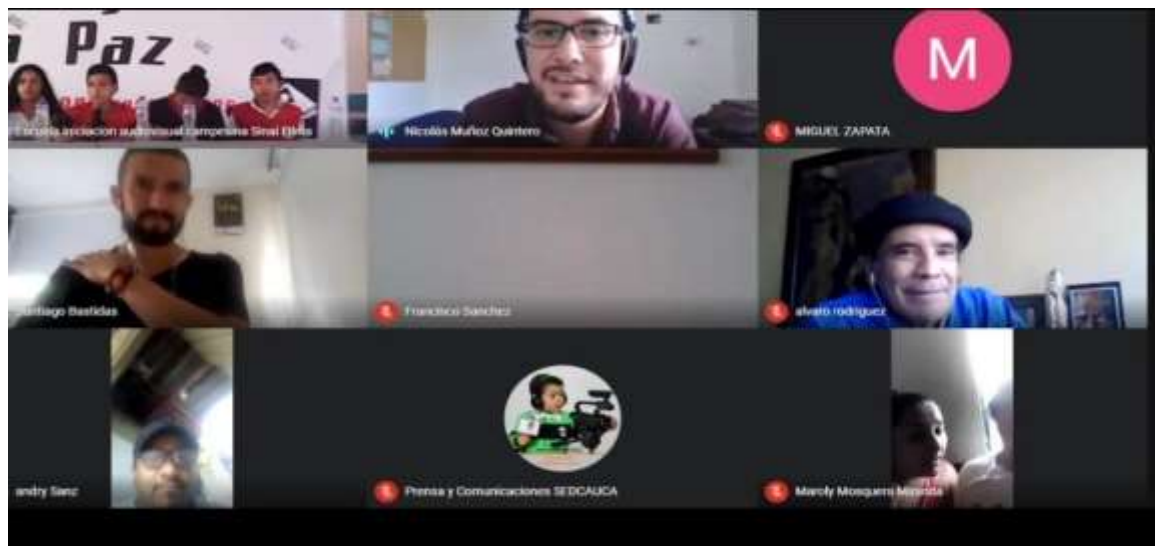 Paz
Nicolás Muñoz Quintero
M
MIGUEL ZAPATA
Santiago Bastidas
Francisco Sanchez
alvaro rodriguez
andry Sanz
Prensa y Comunicaciones SEDCAUCA
Maroly Mosquera